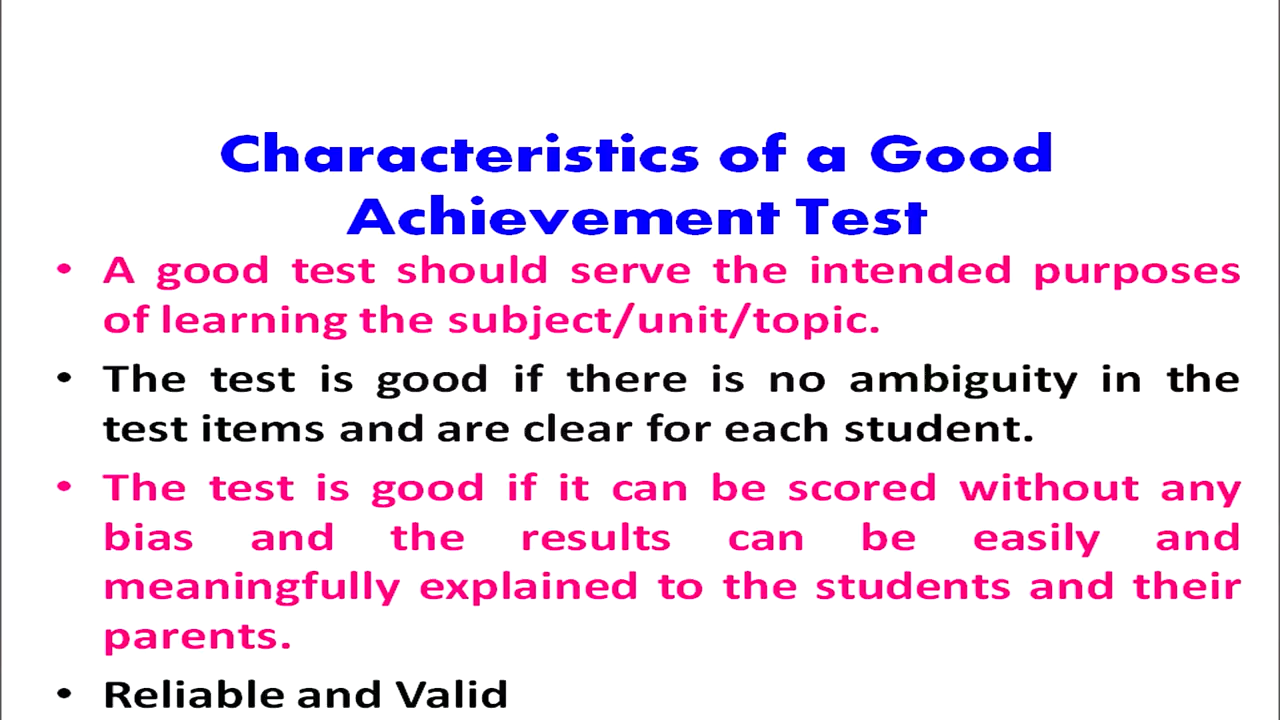 Characteristics of a Good
Achievement Test
• A good test should serve the intended purposes
of learning the subject/unit/topic.
• The test is good if there is no ambiguity in the
test items and are clear for each student.
• The test is good if it can be scored without any
bias and the results can be easily and
meaningfully explained to the students and their
parents.
• Reliable and Valid